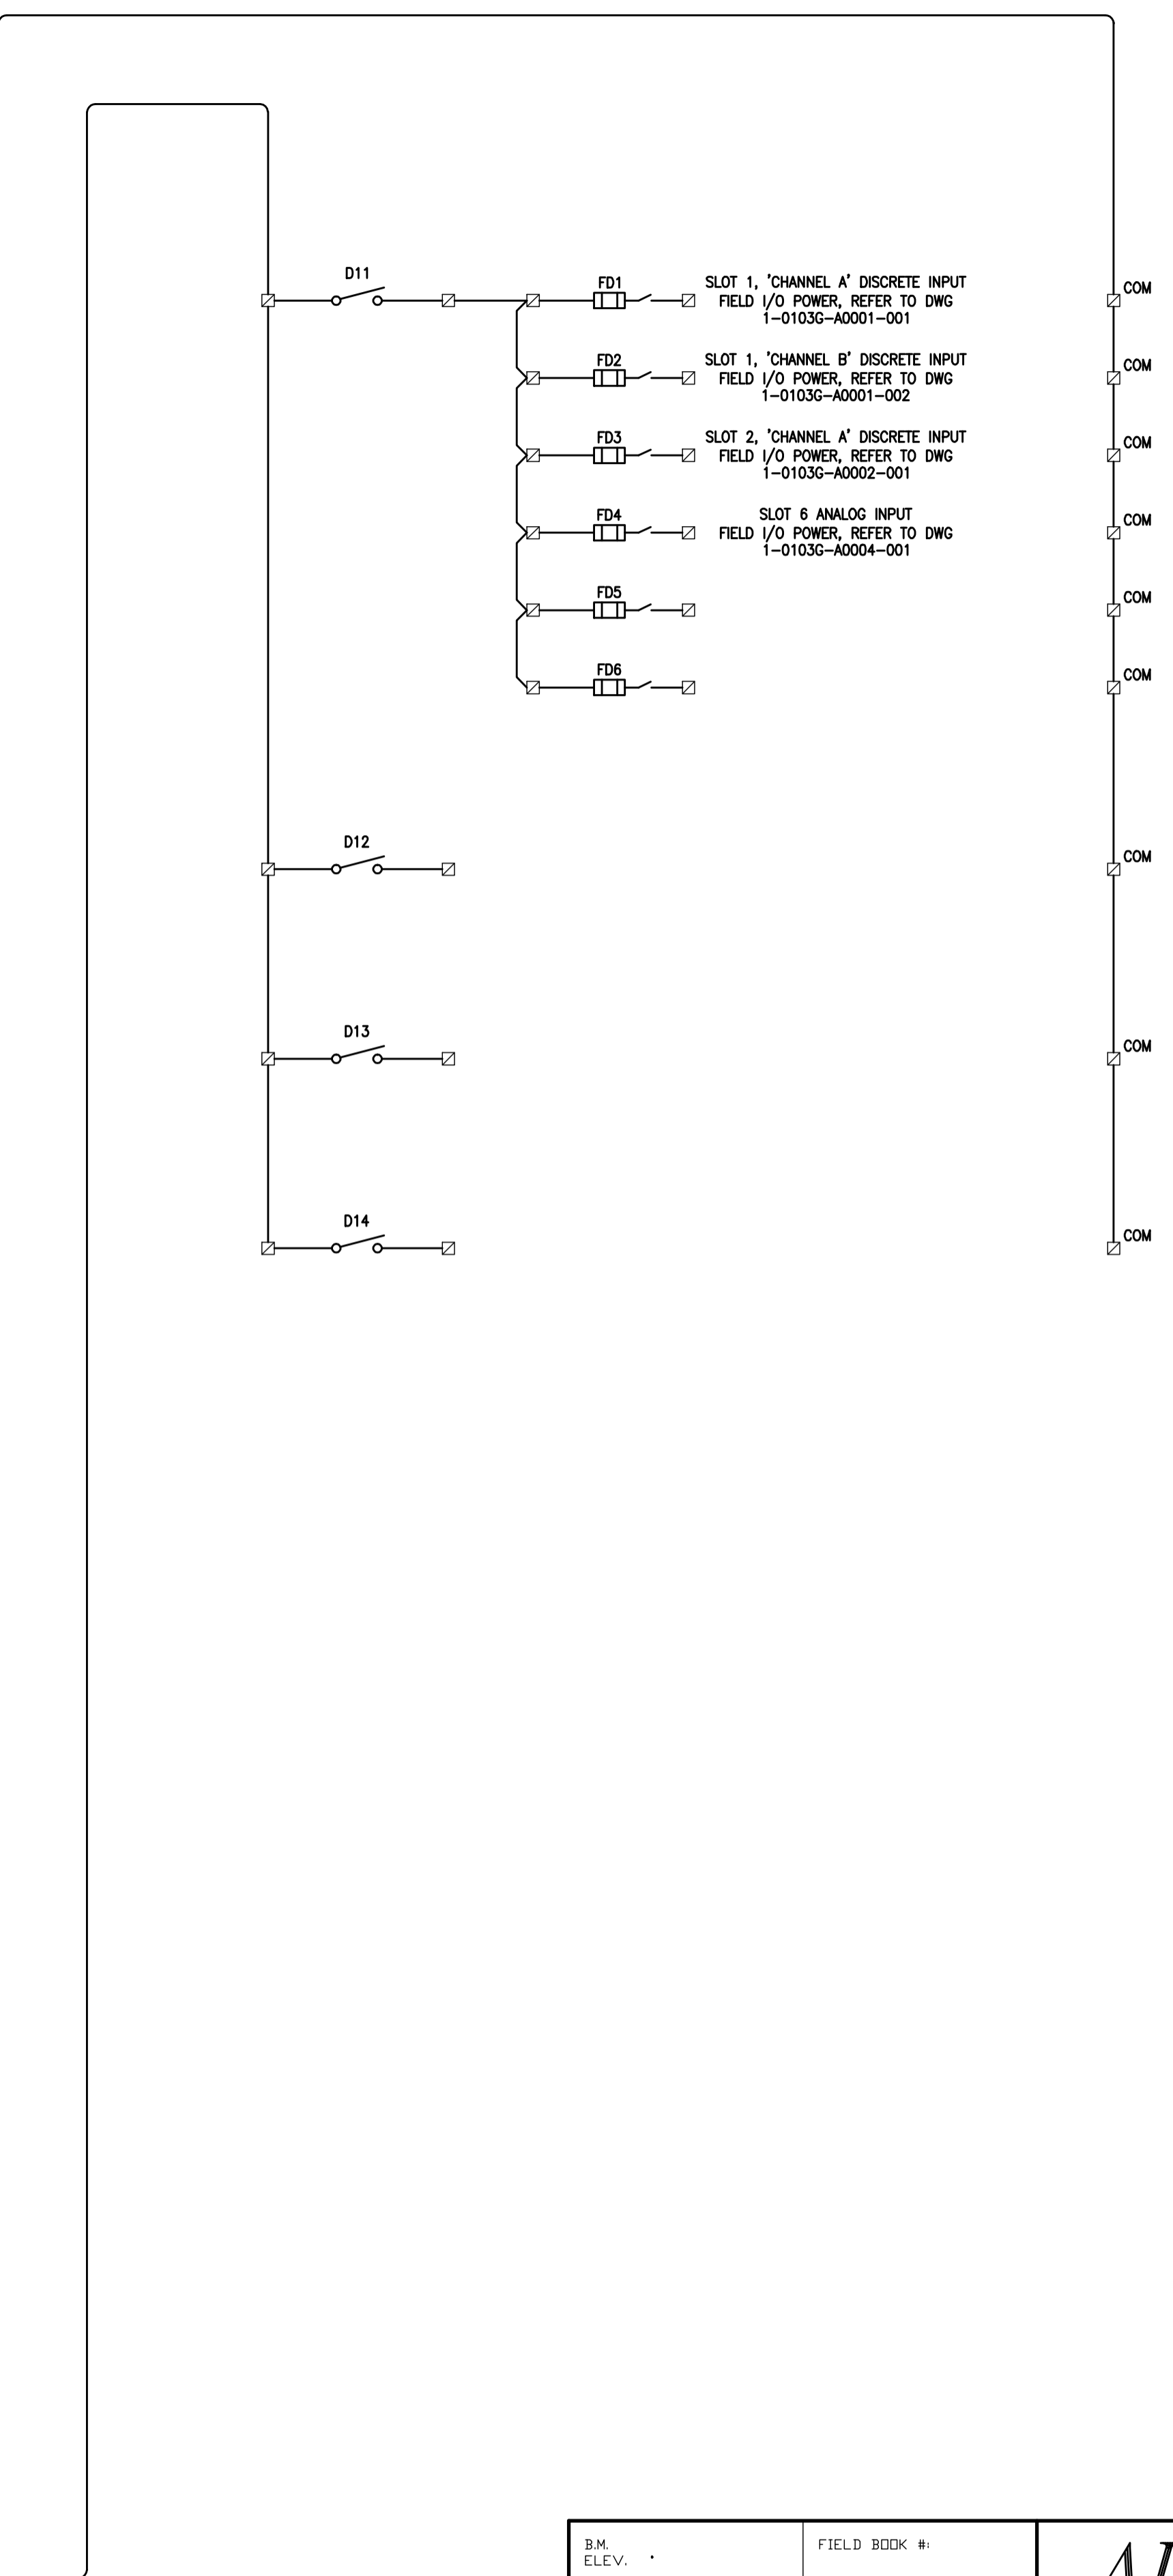 D11
FD1
SLOT 1, 'CHANNEL A' DISCRETE INPUT
FIELD I/O POWER, REFER TO DWG
1-0103G-A0001-001
COM
FD2
SLOT 1, 'CHANNEL B' DISCRETE INPUT
FIELD I/O POWER, REFER TO DWG
1-0103G-A0001-002
COM
FD3
SLOT 2, 'CHANNEL A' DISCRETE INPUT
FIELD I/O POWER, REFER TO DWG
1-0103G-A0002-001
COM
FD4
SLOT 6 ANALOG INPUT
FIELD I/O POWER, REFER TO DWG
1-0103G-A0004-001
COM
FD5
COM
FD6
COM
D12
COM
D13
COM
D14
COM
B.M.
ELEV.
FIELD BOOK #: